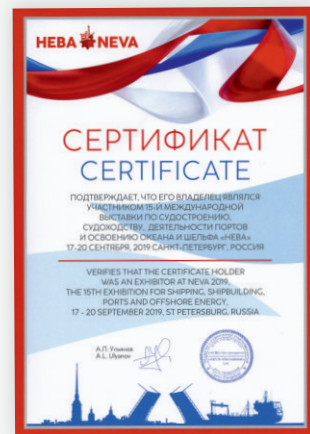 НЕВА NEVA
СЕРТИФИКАТ
CERTIFICATE
ПОДТВЕРЖДАЕТ, ЧТО ЕГО ВЛАДЕЛЕЦ ЯВЛЯЛСЯ
УЧАСТНИКОМ 15-Й МЕЖДУНАРОДНОЙ
ВЫСТАВКИ ПО СУДОСТРОЕНИЮ,
СУДОХОДСТВУ, ДЕЯТЕЛЬНОСТИ ПОРТОВ
И ОСВОЕНИЮ ОКЕАНА И ШЕЛЬФА «НЕВА»
17-20 СЕНТЯБРЯ, 2019 САНКТ-ПЕТЕРБУРГ, РОССИЯ
VERIFIES THAT THE CERTIFICATE HOLDER
WAS AN EXHIBITOR AT NEVA 2019,
THE 15TH EXHIBITION FOR SHIPPING, SHIPBUILDING,
PORTS AND OFFSHORE ENERGY,
17 - 20 SEPTEMBER 2019, ST PETERSBURG, RUSSIA
А.П. Ульянов
A.L. Ulyanov